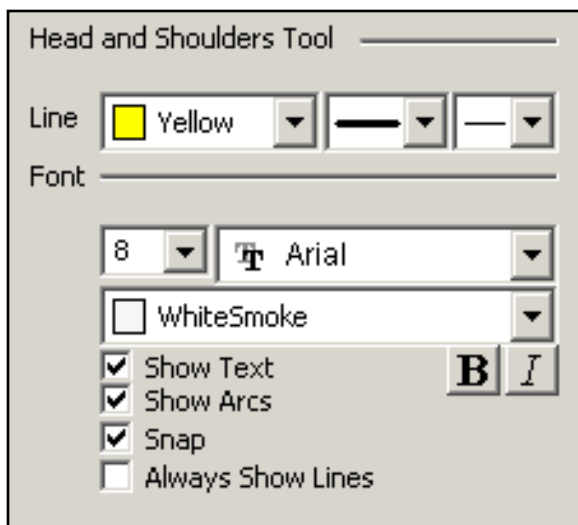 Head and Shoulders Tool
Line Yellow
Font
8 Arial
WhiteSmoke
Show Text B I
Show Arcs
Snap
Always Show Lines